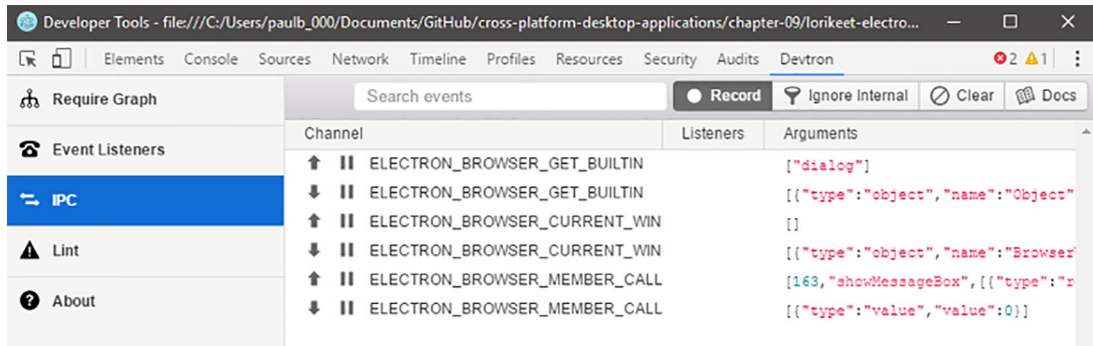 Developer Tools - file:///C:/Users/paulb_000/Documents/GitHub/cross-platform-desktop-applications/chapter-09/lorikeet-electro...
Elements Console Sources Network Timeline Profiles Resources Security Audits Devtron 2 1
Require Graph
Event Listeners
IPC
Lint
About
Search events Record Ignore Internal Clear Docs
Channel Listeners Arguments
ELECTRON_BROWSER_GET_BUILTIN ["dialog"]
ELECTRON_BROWSER_GET_BUILTIN [{"type":"object","name":"Object"
ELECTRON_BROWSER_CURRENT_WIN []
ELECTRON_BROWSER_CURRENT_WIN [{"type":"object","name":"Browser
ELECTRON_BROWSER_MEMBER_CALL [163,"showMessageBox",[{"type":"r
ELECTRON_BROWSER_MEMBER_CALL [{"type":"value","value":0}]